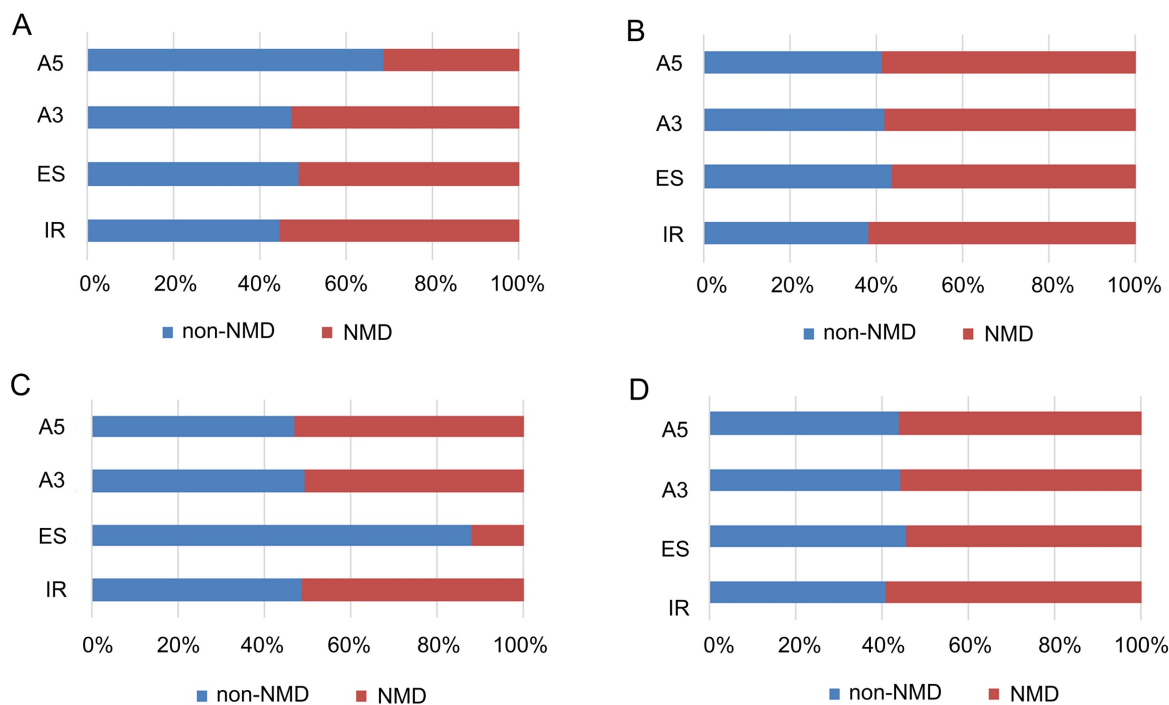 A
A5
A3
ES
IR
0% 20% 40% 60% 80% 100%
non-NMD NMD
B
A5
A3
ES
IR
0% 20% 40% 60% 80% 100%
non-NMD NMD
C
A5
A3
ES
IR
0% 20% 40% 60% 80% 100%
non-NMD NMD
D
A5
A3
ES
IR
0% 20% 40% 60% 80% 100%
non-NMD NMD